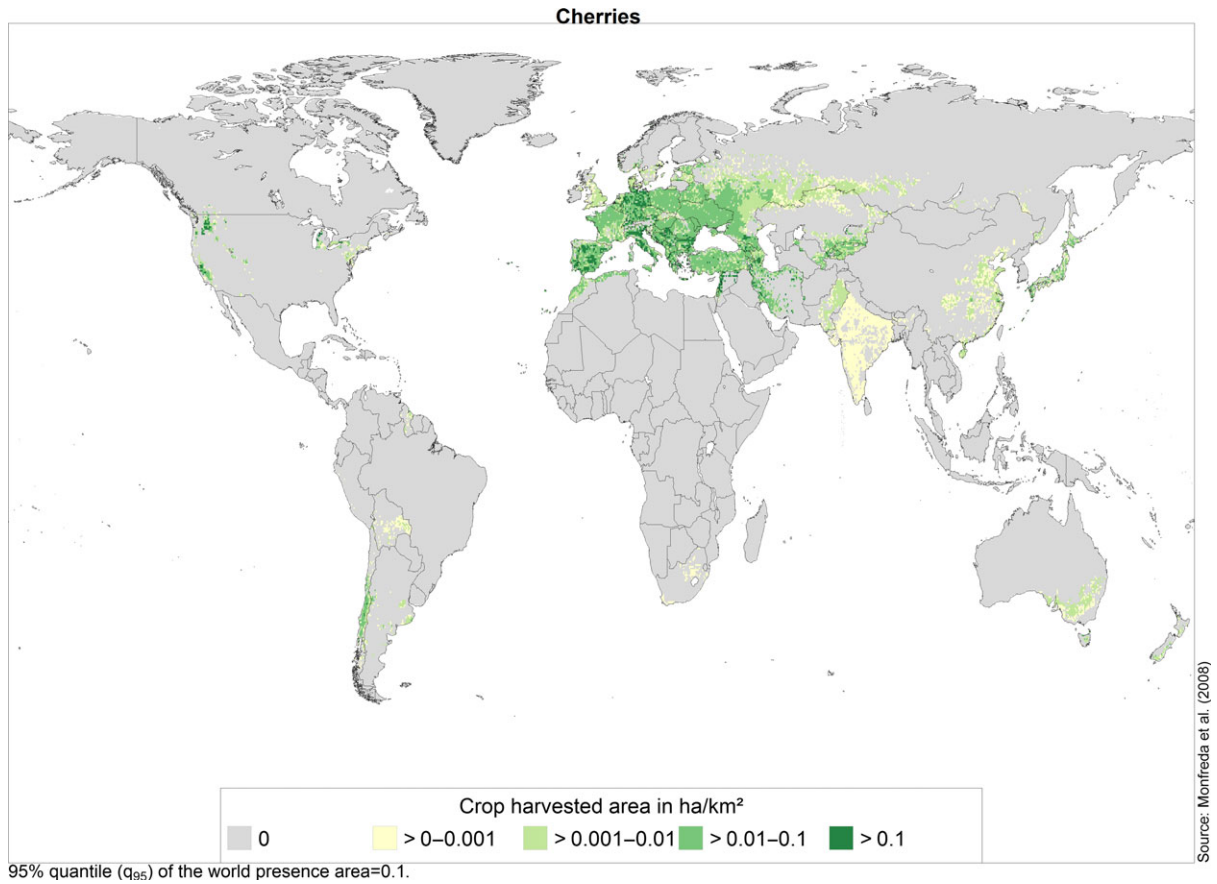 Cherries
Source: Monfreda et al. (2008)
Crop harvested area in ha/km²
0 > 0–0.001 > 0.001–0.01 > 0.01–0.1 > 0.1
95% quantile (q95) of the world presence area=0.1.